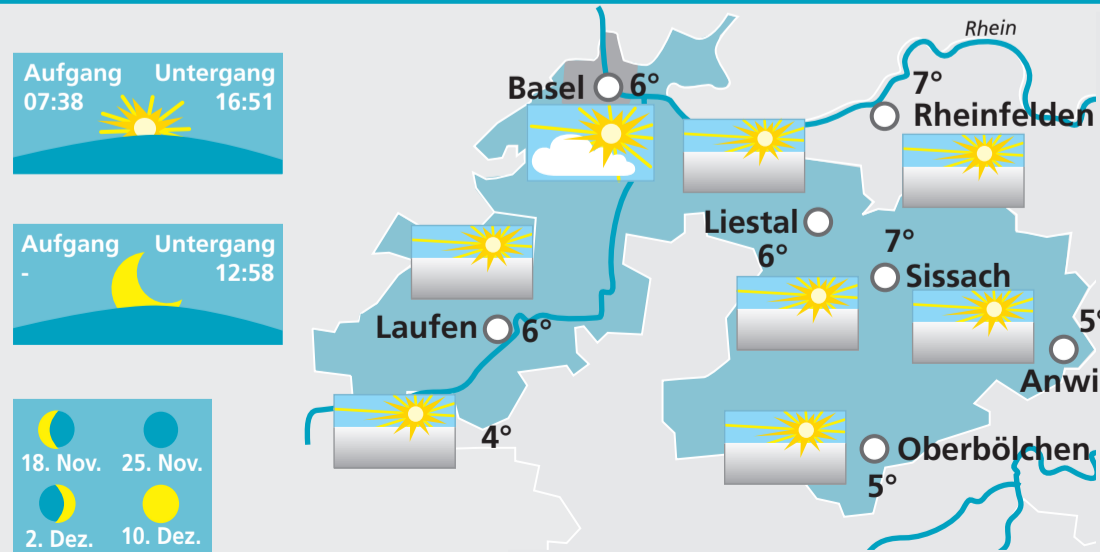 Aufgang Untergang
07:38 16:51
Aufgang Untergang
- 12:58
18. Nov. 25. Nov.
2. Dez. 10. Dez.
Rhein
Basel 6°
7°
Rheinfelden
Liestal
6°
7°
Sissach
Laufen 6°
5°
Anwi
4°
Oberbölchen
5°